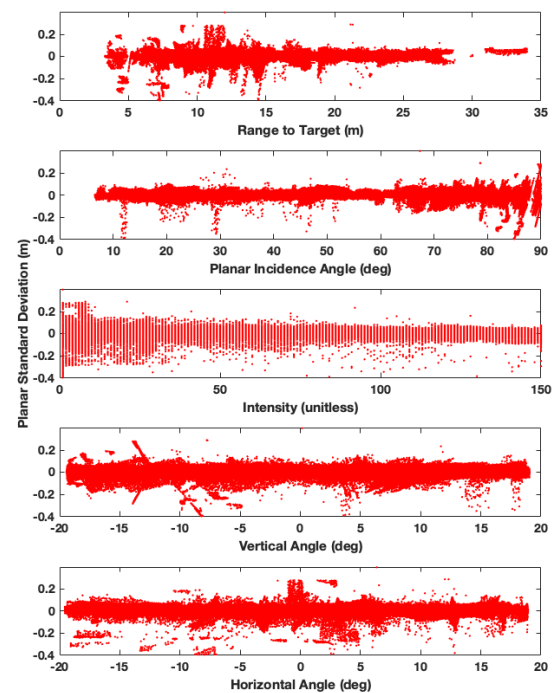 0.2
0
-0.2
-0.4
0 5 10 15 20 25 30 35
Range to Target (m)
0.2
0
-0.2
-0.4
0 10 20 30 40 50 60 70 80 90
Planar Incidence Angle (deg)
Planar Standard Deviation (m)
0.2
0
-0.2
-0.4
0 50 100 150
Intensity (unitless)
0.2
0
-0.2
-0.4
-20 -15 -10 -5 0 5 10 15 20
Vertical Angle (deg)
0.2
0
-0.2
-0.4
-20 -15 -10 -5 0 5 10 15 20
Horizontal Angle (deg)